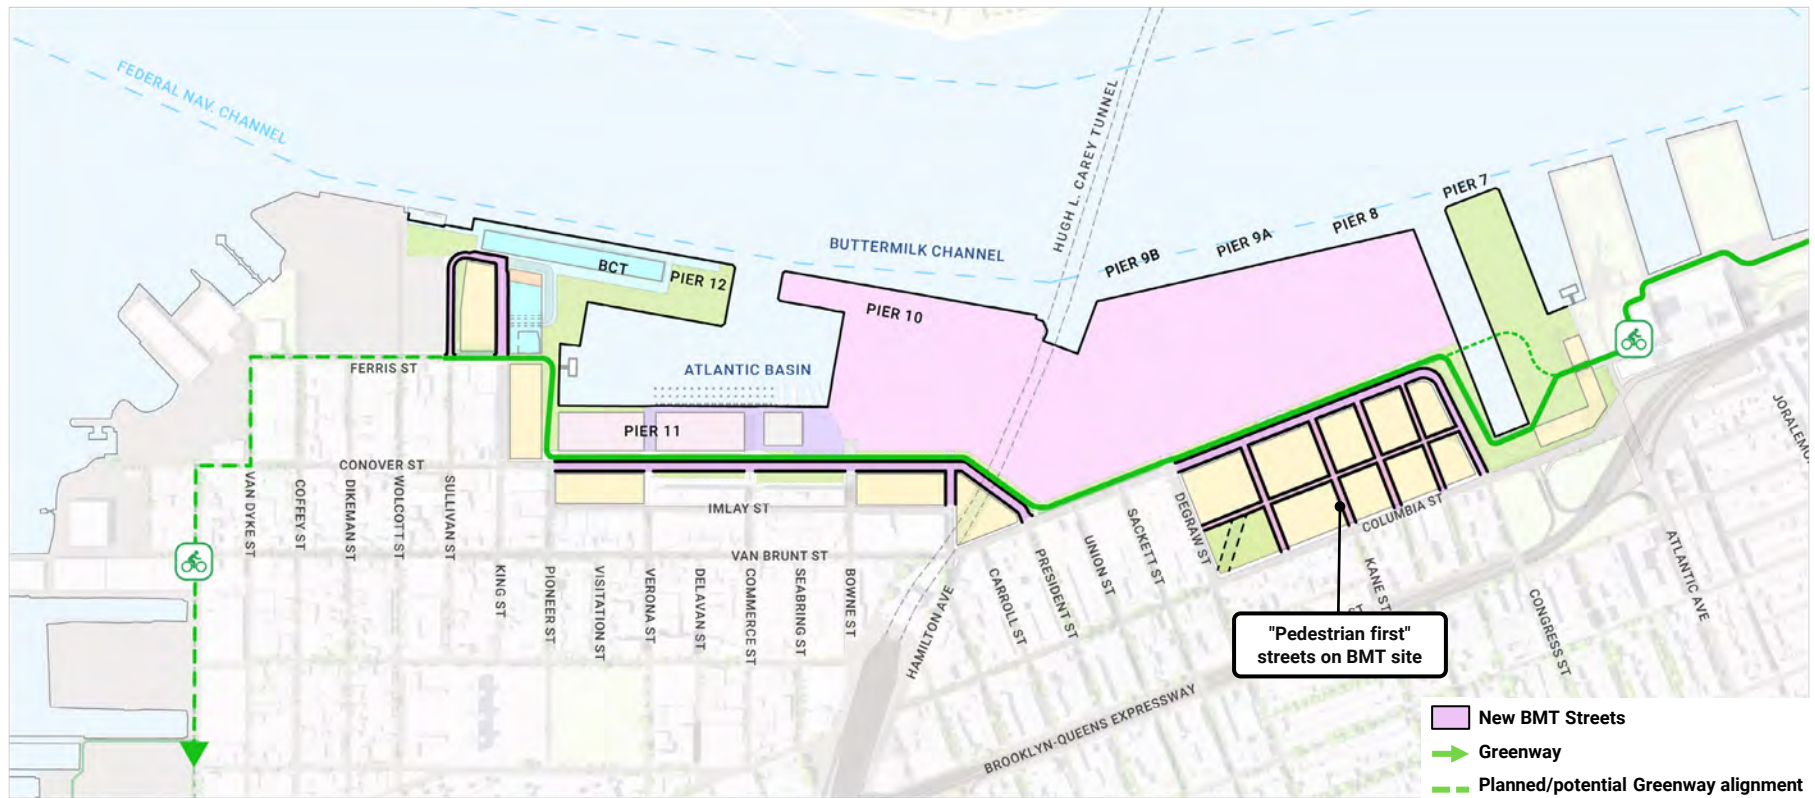 FEDERAL NAV. CHANNEL
HUGH L. CAREY TUNNEL
BUTTERMILK CHANNEL
PIER 9B
PIER 9A
PIER 8
PIER 7
BCT
PIER 12
PIER 10
ATLANTIC BASIN
PIER 11
FERRIS ST
CONOVER ST
IMLAY ST
VAN BRUNT ST
VAN DYKE ST
COFFEY ST
DIKEMAN ST
WOLCOTT ST
SULLIVAN ST
KING ST
PIONEER ST
VISITATION ST
VERONA ST
DELAVAN ST
COMMERCE ST
SEABRING ST
BOWNE ST
HAMILTON AVE
CARROLL ST
PRESIDENT ST
UNION ST
SACKETT ST
DEGRAW ST
COLUMBIA ST
KANE ST
ST
CONGRESS ST
ATLANTIC AVE
BROOKLYN-QUEENS EXPRESSWAY
"Pedestrian first"
streets on BMT site
New BMT Streets
Greenway
Planned/potential Greenway alignment